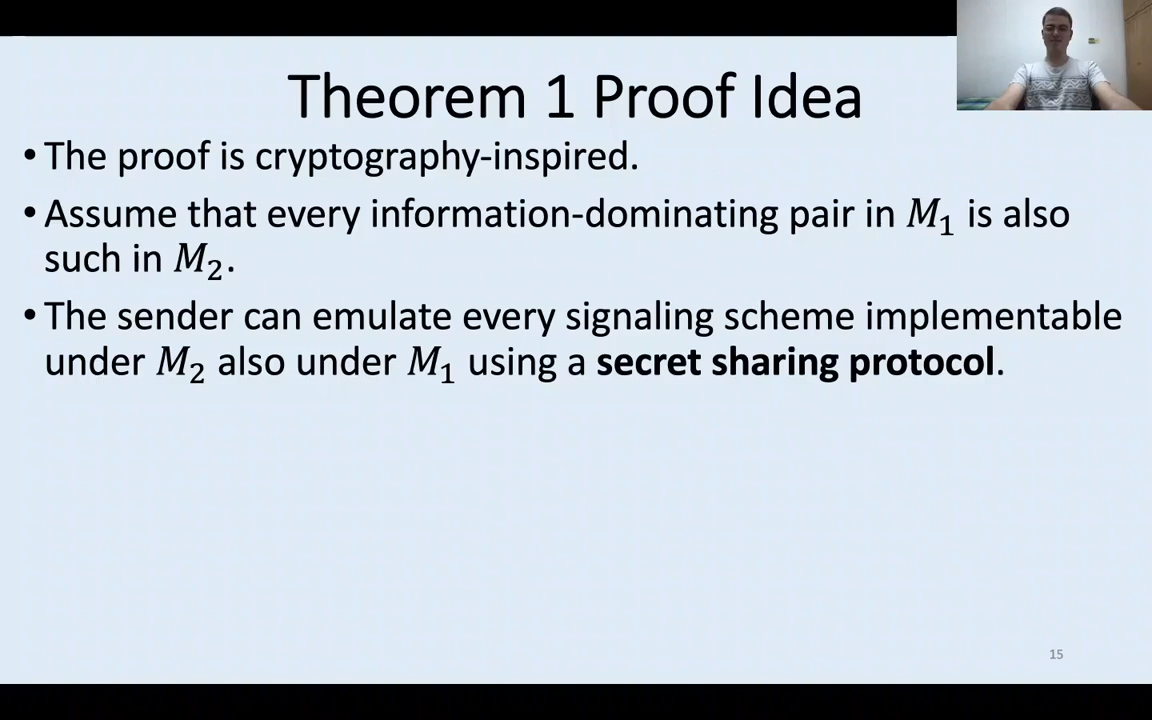 Theorem 1 Proof Idea
• The proof is cryptography-inspired.
• Assume that every information-dominating pair in M₁ is also
such in M₂.
• The sender can emulate every signaling scheme implementable
under M₂ also under M₁ using a secret sharing protocol.
15